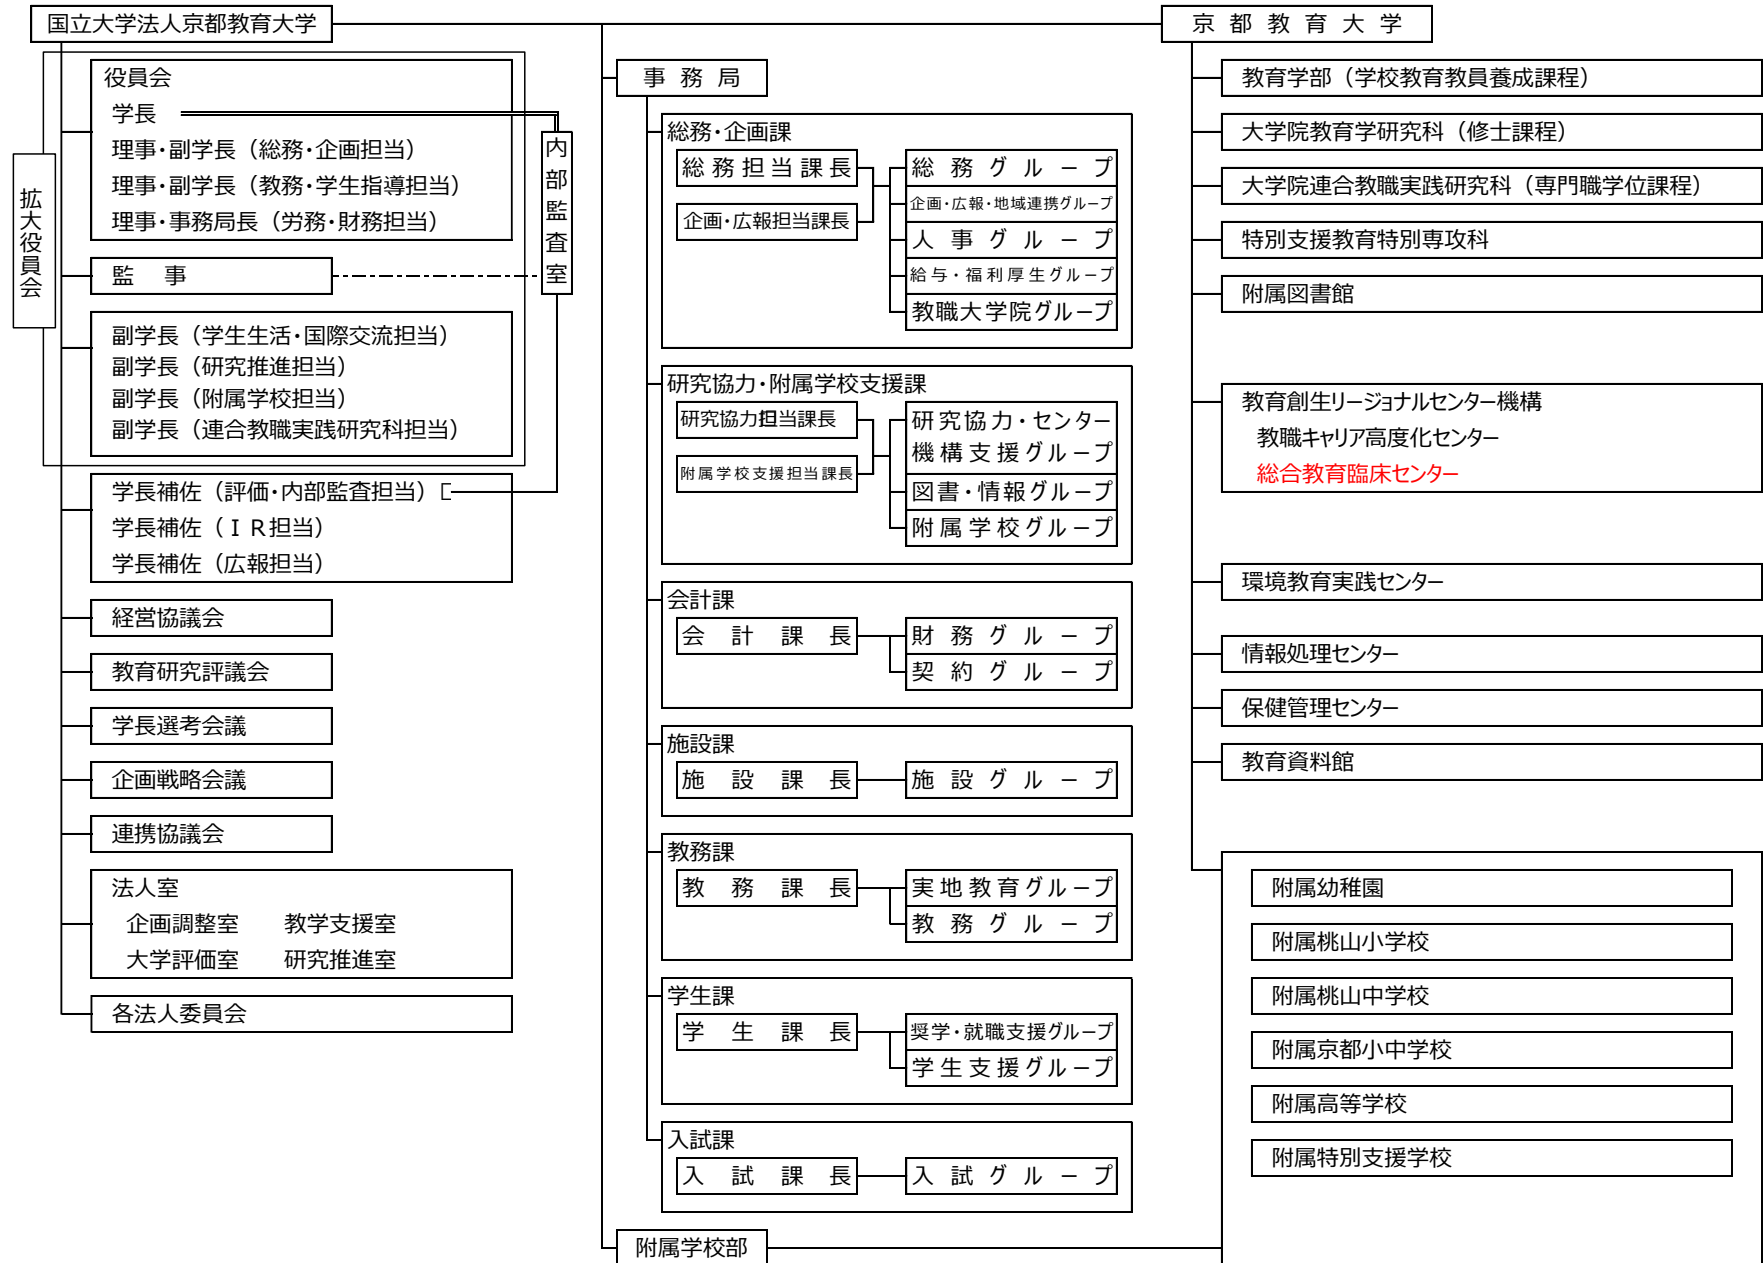 国立大学法人京都教育大学
拡大役員会
役員会
学長
理事・副学長（総務・企画担当）
理事・副学長（教務・学生指導担当）
理事・事務局長（労務・財務担当）
内部監査室
監 事
副学長（学生生活・国際交流担当）
副学長（研究推進担当）
副学長（附属学校担当）
副学長（連合教職実践研究科担当）
学長補佐（評価・内部監査担当）
学長補佐（ＩＲ担当）
学長補佐（広報担当）
経営協議会
教育研究評議会
学長選考会議
企画戦略会議
連携協議会
法人室
企画調整室 教学支援室
大学評価室 研究推進室
各法人委員会
事 務 局
総務・企画課
総務担当課長
企画・広報担当課長
総務グループ
企画・広報・地域連携グループ
人事グループ
給与・福利厚生グループ
教職大学院グループ
研究協力・附属学校支援課
研究協力担当課長
附属学校支援担当課長
研究協力・センター
機構支援グループ
図書・情報グループ
附属学校グループ
会計課
会計課長
財務グループ
契約グループ
施設課
施設課長
施設グループ
教務課
教務課長
実地教育グループ
教務グループ
学生課
学生課長
奨学・就職支援グループ
学生支援グループ
入試課
入試課長
入試グループ
附属学校部
京 都 教 育 大 学
教育学部（学校教育教員養成課程）
大学院教育学研究科（修士課程）
大学院連合教職実践研究科（専門職学位課程）
特別支援教育特別専攻科
附属図書館
教育創生リージョナルセンター機構
教職キャリア高度化センター
総合教育臨床センター
環境教育実践センター
情報処理センター
保健管理センター
教育資料館
附属幼稚園
附属桃山小学校
附属桃山中学校
附属京都小中学校
附属高等学校
附属特別支援学校